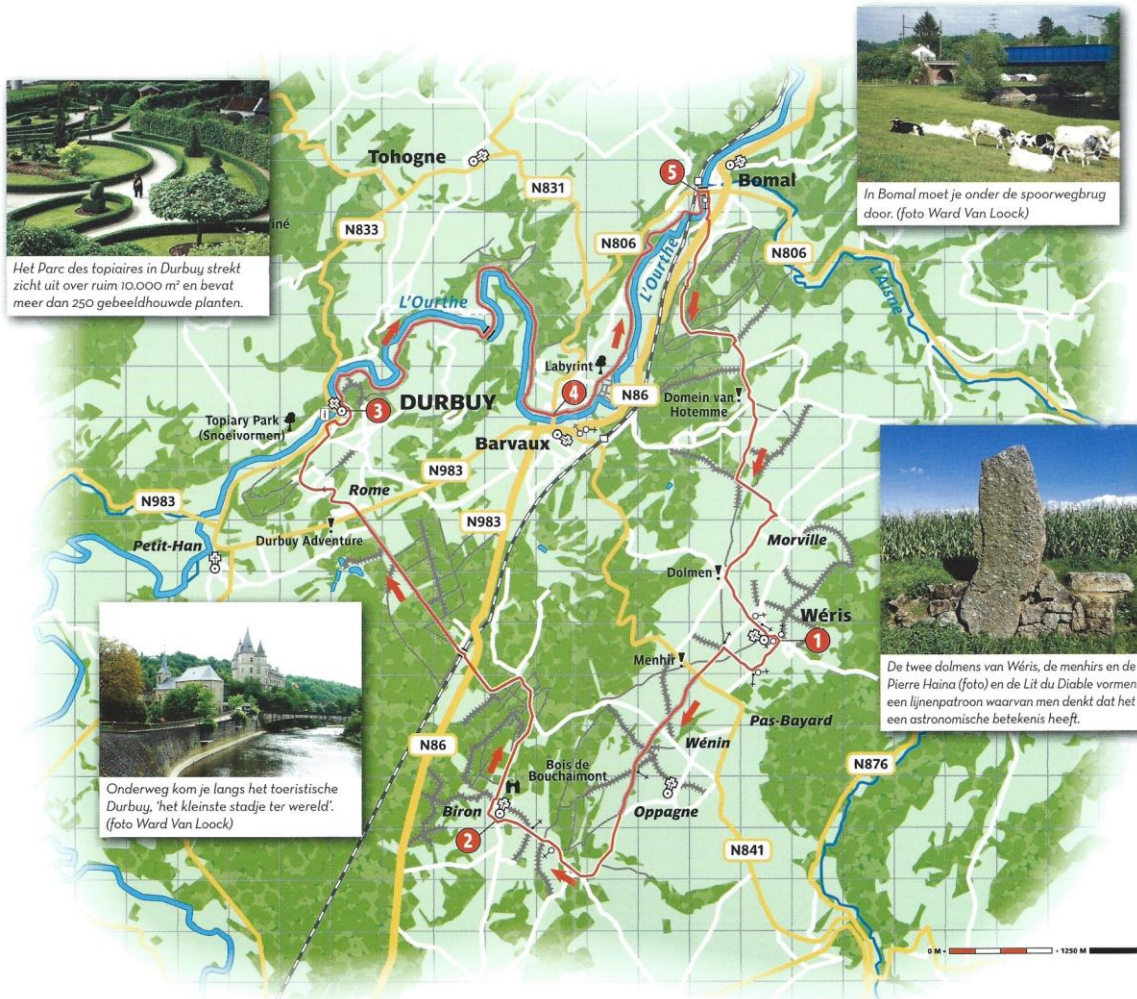 In Bomal moet je onder de spoorwegbrug
door. (foto Ward Van Loock)
Het Parc des topiaires in Durbuy strekt
zicht uit over ruim 10.000 m² en bevat
meer dan 250 gebeeldhouwde planten.
Tohogne
N831
N833
iné
5
Bomal
N806
N806
L'Ourthe
L'Ourthe
L'Aisne
Labyrint
4
N86
Domein van
Hotemme
Topiary Park
(Snoeivormen)
i
3
DURBUY
Barvaux
N983
Rome
N983
N983
Durbuy Adventure
Petit-Han
Morville
Dolmen
Wéris
1
Menhir
Pas-Bayard
De twee dolmens van Wéris, de menhirs en de
Pierre Haina (foto) en de Lit du Diable vormen
een lijnenpatroon waarvan men denkt dat het
een astronomische betekenis heeft.
Onderweg kom je langs het toeristische
Durbuy, 'het kleinste stadje ter wereld'.
(foto Ward Van Loock)
N86
Wénin
Bois de
Bouchaimont
Biron
2
Oppagne
N876
N841
0 M
1250 M